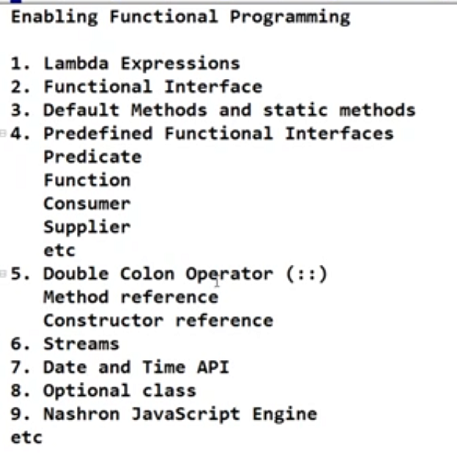 Enabling Functional Programming
1. Lambda Expressions
2. Functional Interface
3. Default Methods and static methods
4. Predefined Functional Interfaces
Predicate
Function
Consumer
Supplier
etc
5. Double Colon Operator (::)
Method reference
Constructor reference
6. Streams
7. Date and Time API
8. Optional class
9. Nashron JavaScript Engine
etc